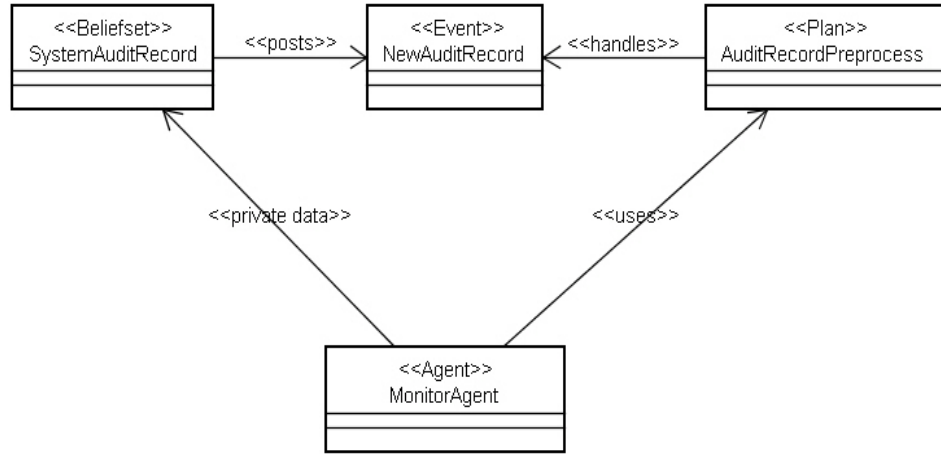 <<Beliefset>>
SystemAuditRecord
<<posts>>
<<Event>>
NewAuditRecord
<<handles>>
<<Plan>>
AuditRecordPreprocess
<<private data>>
<<uses>>
<<Agent>>
MonitorAgent